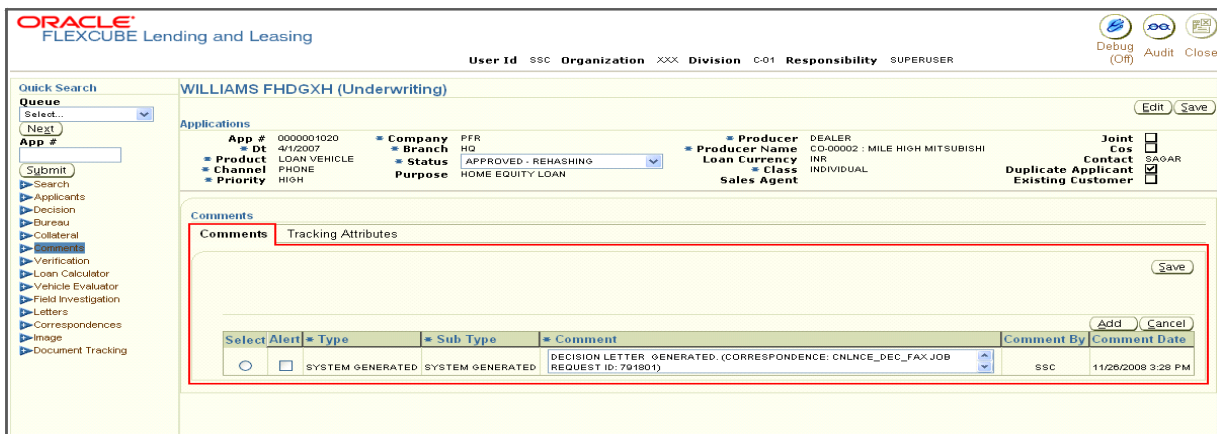 ORACLE
FLEXCUBE Lending and Leasing
Debug (Off)
Audit
Close
User Id SSC Organization XXX Division C-01 Responsibility SUPERUSER
Quick Search
Queue
Select...
Next
App #
Submit
Search
Applicants
Decision
Bureau
Collateral
Comments
Verification
Loan Calculator
Vehicle Evaluator
Field Investigation
Letters
Correspondences
Image
Document Tracking
WILLIAMS FHDGXH (Underwriting)
Edit Save
Applications
App # 0000001020 * Company PFR * Producer DEALER Joint
* Dt 4/1/2007 * Branch HQ * Producer Name CO-00002 : MILE HIGH MITSUBISHI Cos
* Product LOAN VEHICLE * Status APPROVED - REHASHING Loan Currency INR Contact SAGAR
* Channel PHONE Purpose HOME EQUITY LOAN * Class INDIVIDUAL Duplicate Applicant
* Priority HIGH Sales Agent Existing Customer
Comments
Comments Tracking Attributes
Save
Add Cancel
Select Alert * Type * Sub Type * Comment Comment By Comment Date
SYSTEM GENERATED SYSTEM GENERATED DECISION LETTER GENERATED. (CORRESPONDENCE: CNLNCE_DEC_FAX JOB
REQUEST ID: 791801) SSC 11/26/2008 3:28 PM